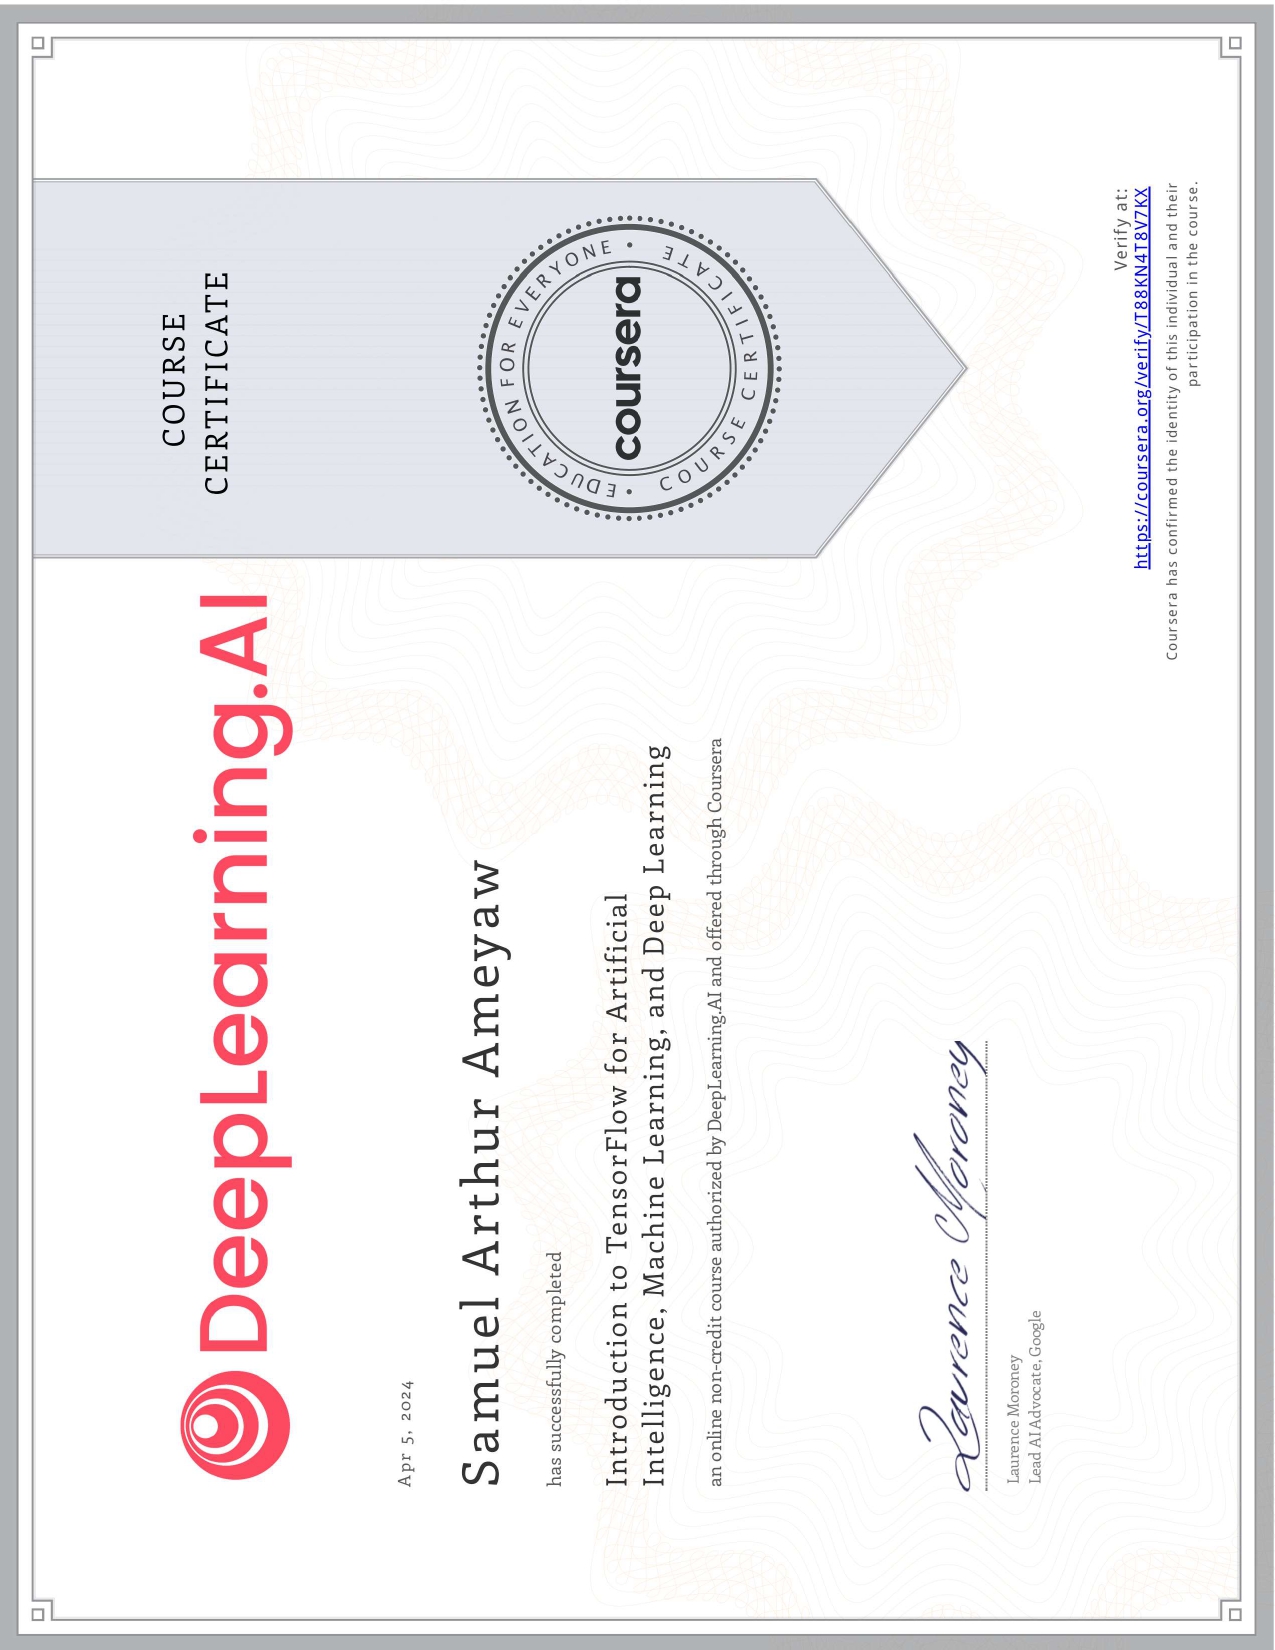 DeepLearning.AI
COURSE
CERTIFICATE
Apr 5, 2024
Samuel Arthur Ameyaw
has successfully completed
Introduction to TensorFlow for Artificial
Intelligence, Machine Learning, and Deep Learning
an online non-credit course authorized by DeepLearning.AI and offered through Coursera
EDUCATION FOR EVERYONE
coursera
COURSE CERTIFICATE
Laurence Moroney
Laurence Moroney
Lead AI Advocate, Google
Verify at:
https://coursera.org/verify/T88KN4T8V7KX
Coursera has confirmed the identity of this individual and their
participation in the course.